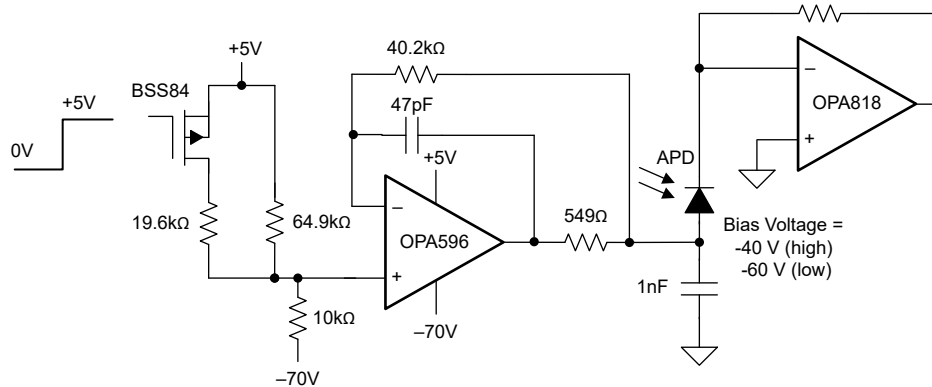 +5V
0V
BSS84
+5V
19.6kΩ
64.9kΩ
10kΩ
–70V
40.2kΩ
47pF
+5V
−
+
OPA596
–70V
549Ω
APD
1nF
Bias Voltage =
-40 V (high)
-60 V (low)
−
+
OPA818